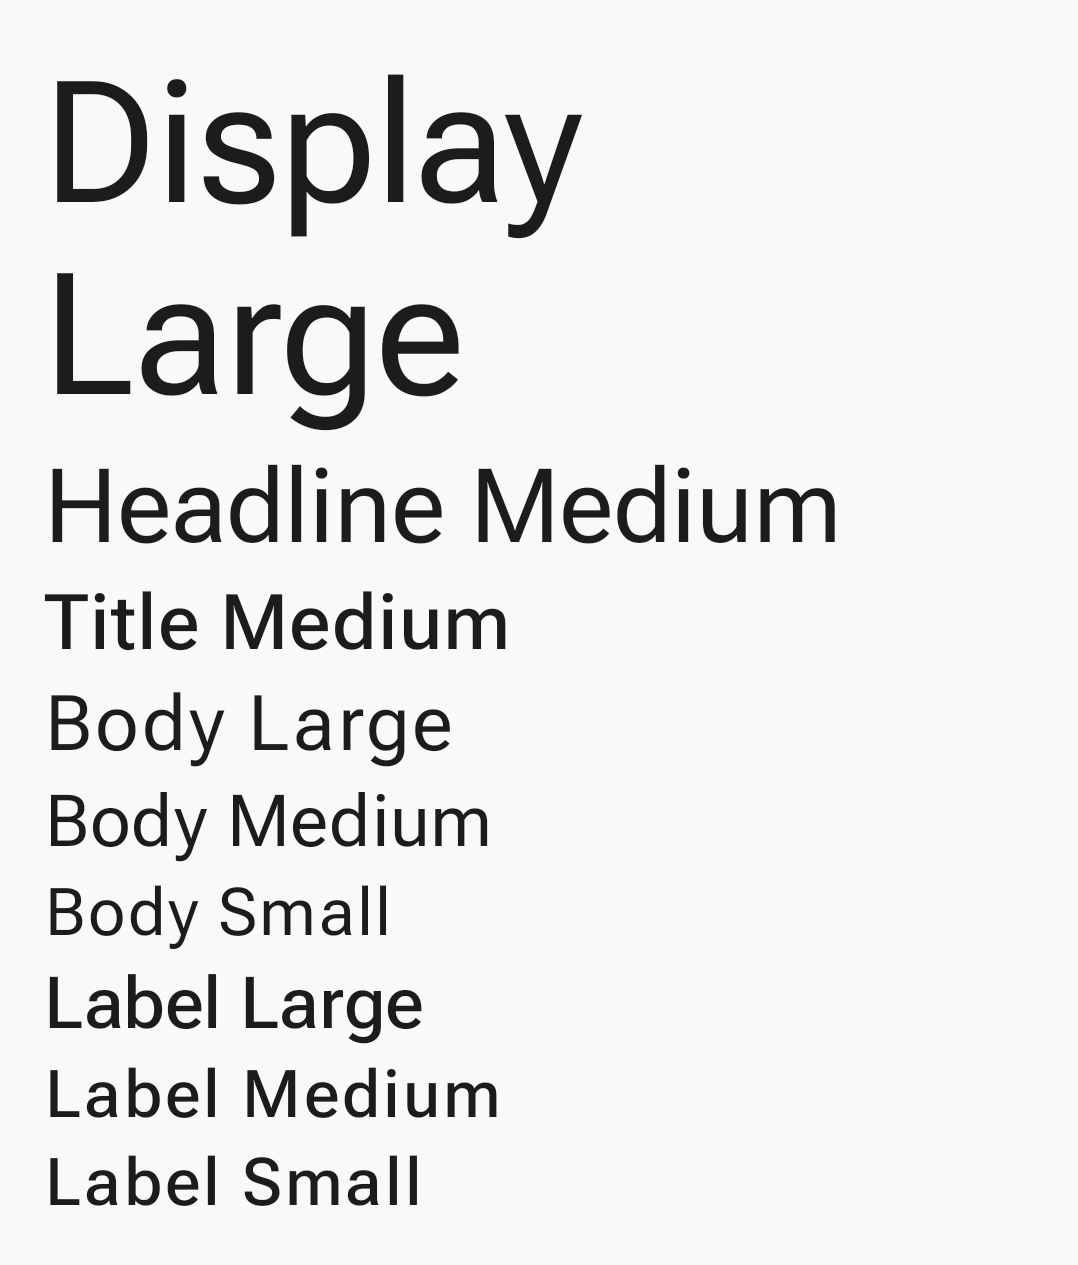 Display
Large
Headline Medium
Title Medium
Body Large
Body Medium
Body Small
Label Large
Label Medium
Label Small